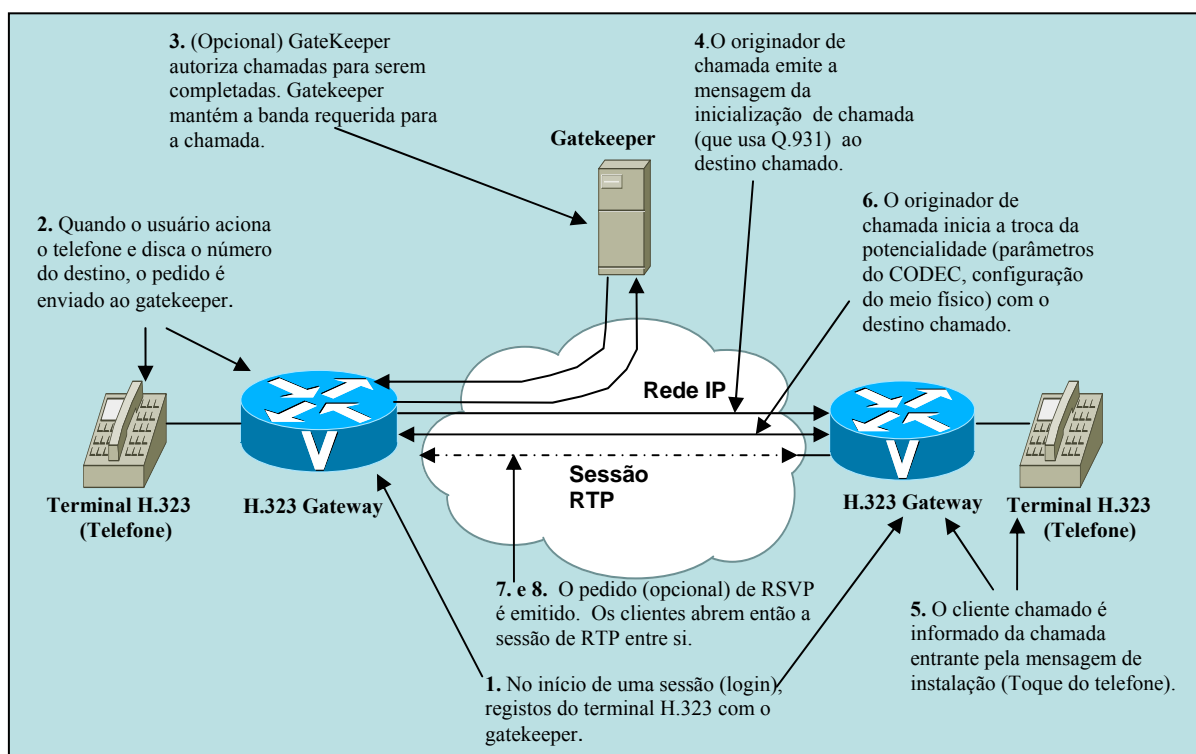 3. (Opcional) GateKeeper
autoriza chamadas para serem
completadas. Gatekeeper
mantém a banda requerida para
a chamada.
4.O originador de
chamada emite a
mensagem da
inicialização de chamada
(que usa Q.931) ao
destino chamado.
Gatekeeper
2. Quando o usuário aciona
o telefone e disca o número
do destino, o pedido é
enviado ao gatekeeper.
6. O originador de
chamada inicia a troca da
potencialidade (parâmetros
do CODEC, configuração
do meio físico) com o
destino chamado.
Rede IP
Sessão
RTP
V
V
Terminal H.323
(Telefone)
H.323 Gateway
H.323 Gateway
Terminal H.323
(Telefone)
7. e 8. O pedido (opcional) de RSVP
é emitido. Os clientes abrem então a
sessão de RTP entre si.
5. O cliente chamado é
informado da chamada
entrante pela mensagem de
instalação (Toque do telefone).
1. No início de uma sessão (login),
registos do terminal H.323 com o
gatekeeper.